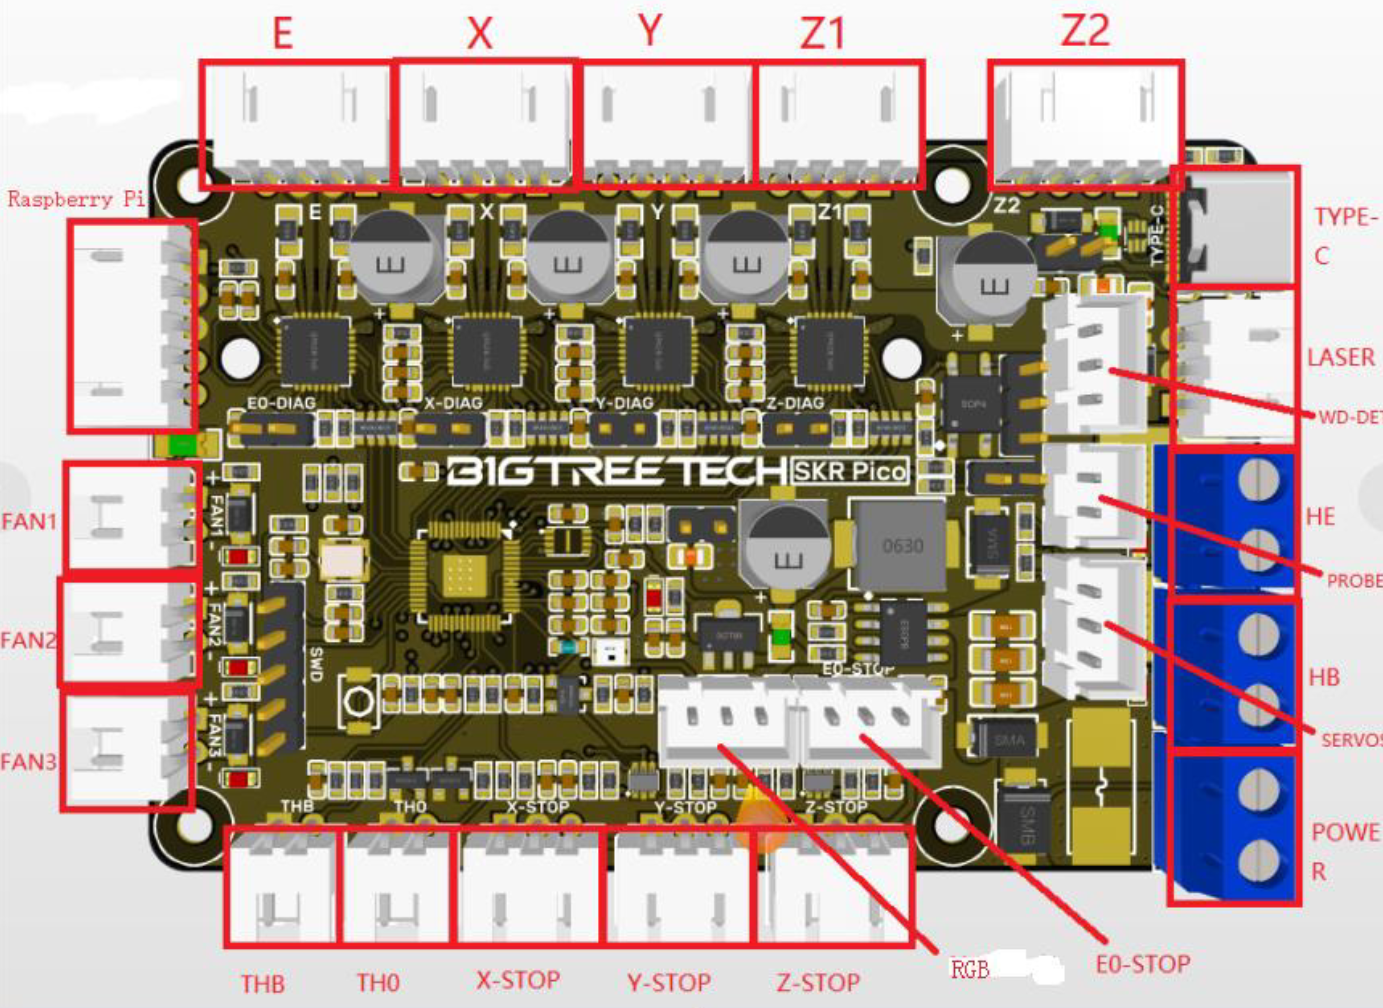 E X Y Z1 Z2
Raspberry Pi
E X Y Z1 Z2
TYPE-C
TYPE-
C
LASER
E0-DIAG X-DIAG Y-DIAG Z-DIAG
WD-DET
B1GTREETECH SKR Pico
FAN1
FAN1
HE
0630
PROBE
FAN2
FAN2
SWD
E0-STOP
HB
SERVOS
FAN3
FAN3
SMA
SMB
THB TH0 X-STOP Y-STOP Z-STOP
POWE
R
THB TH0 X-STOP Y-STOP Z-STOP
RGB
E0-STOP